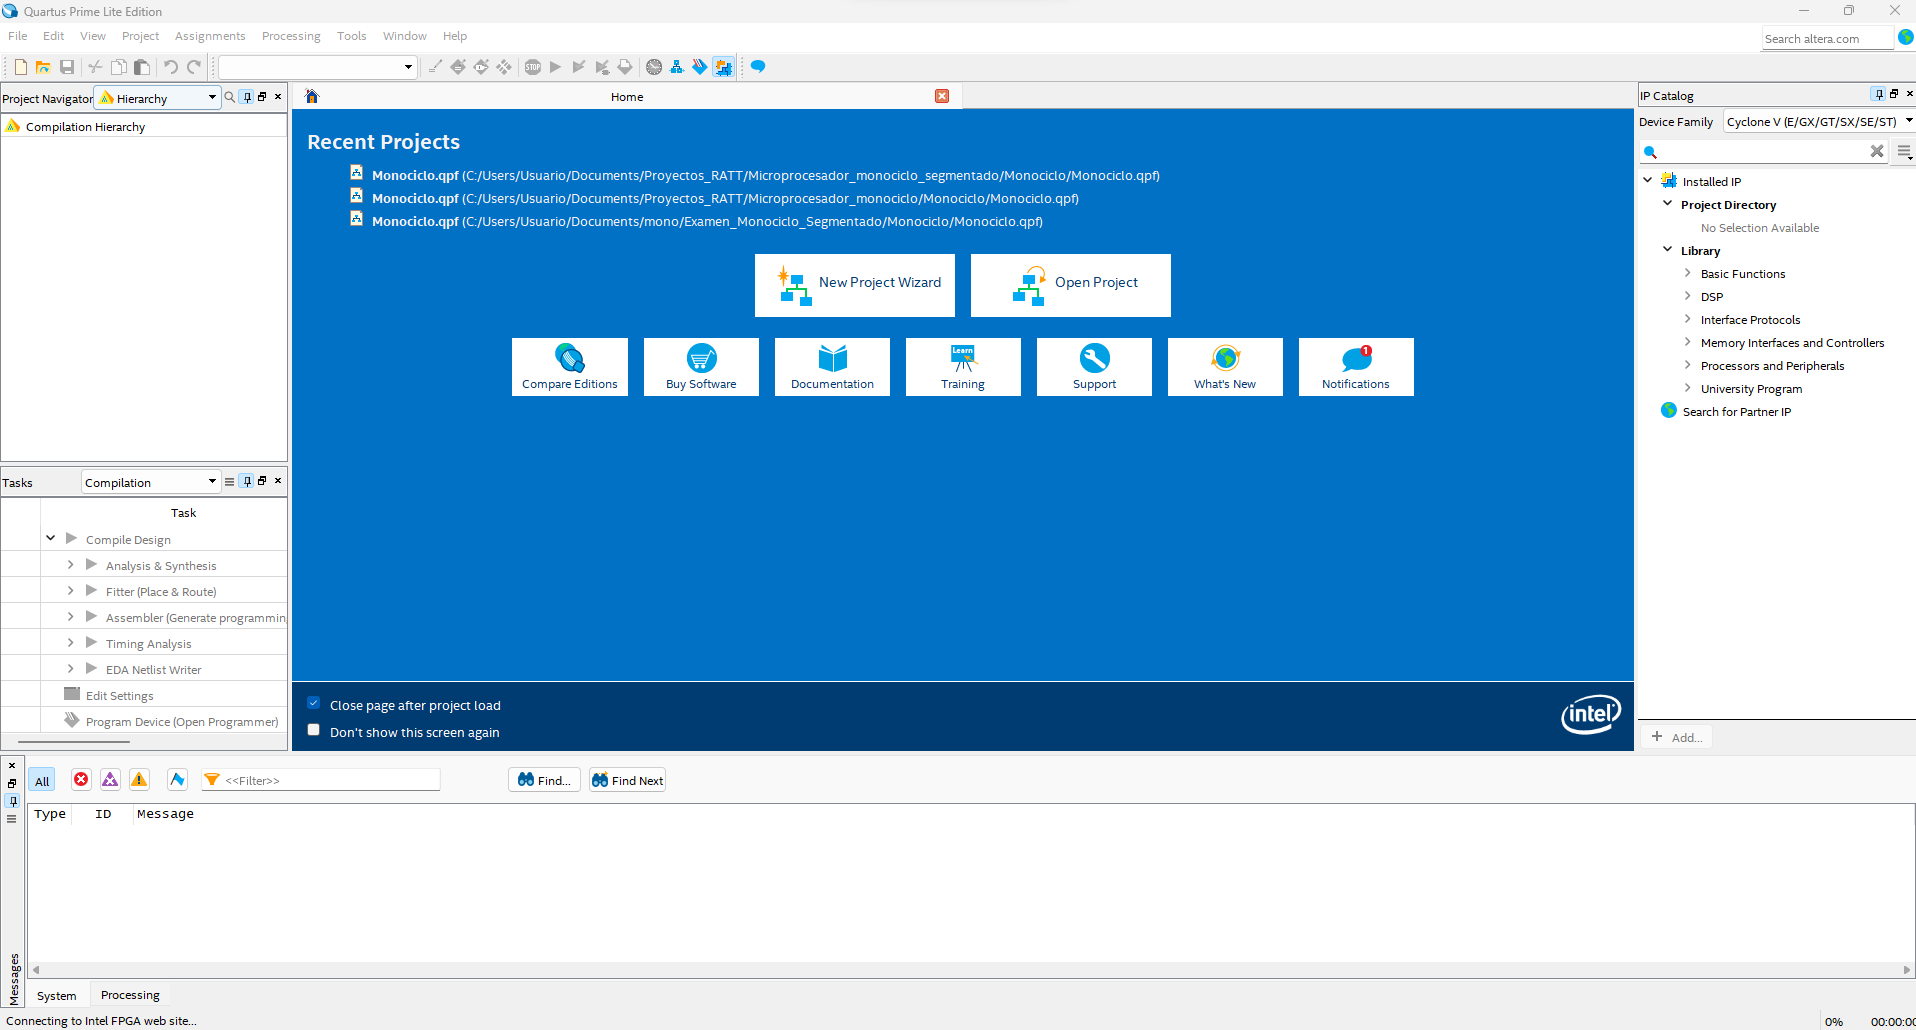 Quartus Prime Lite Edition
File Edit View Project Assignments Processing Tools Window Help
Search altera.com
Project Navigator Hierarchy
Compilation Hierarchy
Home
Recent Projects
Monociclo.qpf (C:/Users/Usuario/Documents/Proyectos_RATT/Microprocesador_monociclo_segmentado/Monociclo/Monociclo.qpf)
Monociclo.qpf (C:/Users/Usuario/Documents/Proyectos_RATT/Microprocesador_monociclo/Monociclo/Monociclo.qpf)
Monociclo.qpf (C:/Users/Usuario/Documents/mono/Examen_Monociclo_Segmentado/Monociclo/Monociclo.qpf)
New Project Wizard
Open Project
Compare Editions
Buy Software
Documentation
Learn
Training
Support
What's New
1
Notifications
Close page after project load
Don't show this screen again
intel
IP Catalog
Device Family Cyclone V (E/GX/GT/SX/SE/ST)
Installed IP
Project Directory
No Selection Available
Library
Basic Functions
DSP
Interface Protocols
Memory Interfaces and Controllers
Processors and Peripherals
University Program
Search for Partner IP
+ Add...
Tasks Compilation
Task
Compile Design
Analysis & Synthesis
Fitter (Place & Route)
Assembler (Generate programmin
Timing Analysis
EDA Netlist Writer
Edit Settings
Program Device (Open Programmer)
All <<Filter>> Find... Find Next
Type ID Message
Messages
System Processing
Connecting to Intel FPGA web site...
0% 00:00:00
STOP